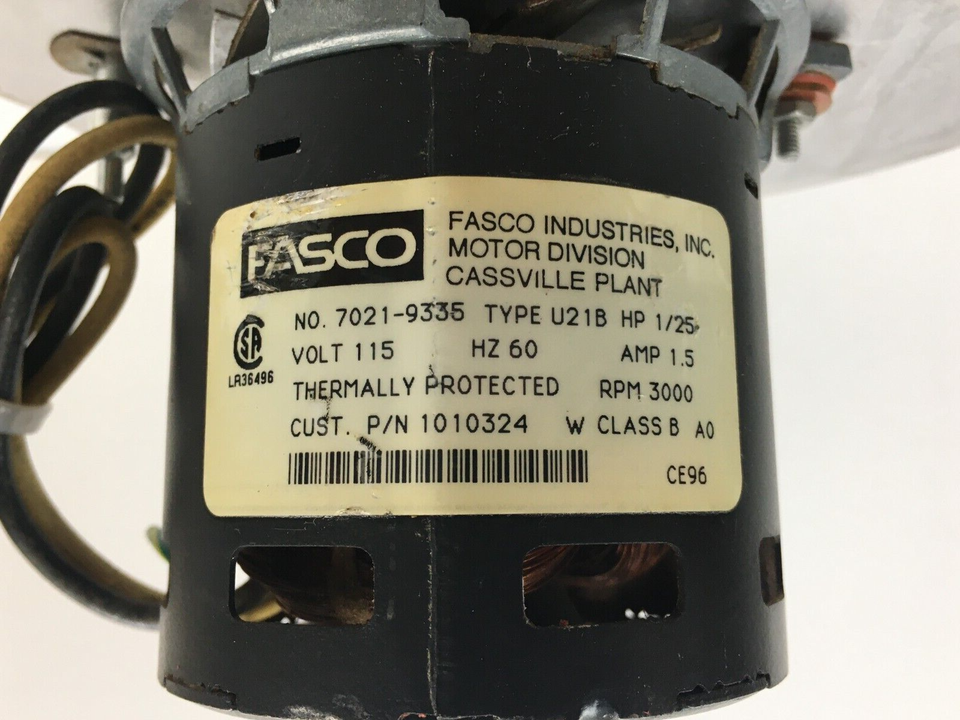 FASCO
FASCO INDUSTRIES, INC.
MOTOR DIVISION
CASSVILLE PLANT
NO. 7021-9335 TYPE U21B HP 1/25
SA
LR36496
VOLT 115 HZ 60 AMP 1.5
THERMALLY PROTECTED RPM 3000
CUST. P/N 1010324 W CLASS B A0
CE96